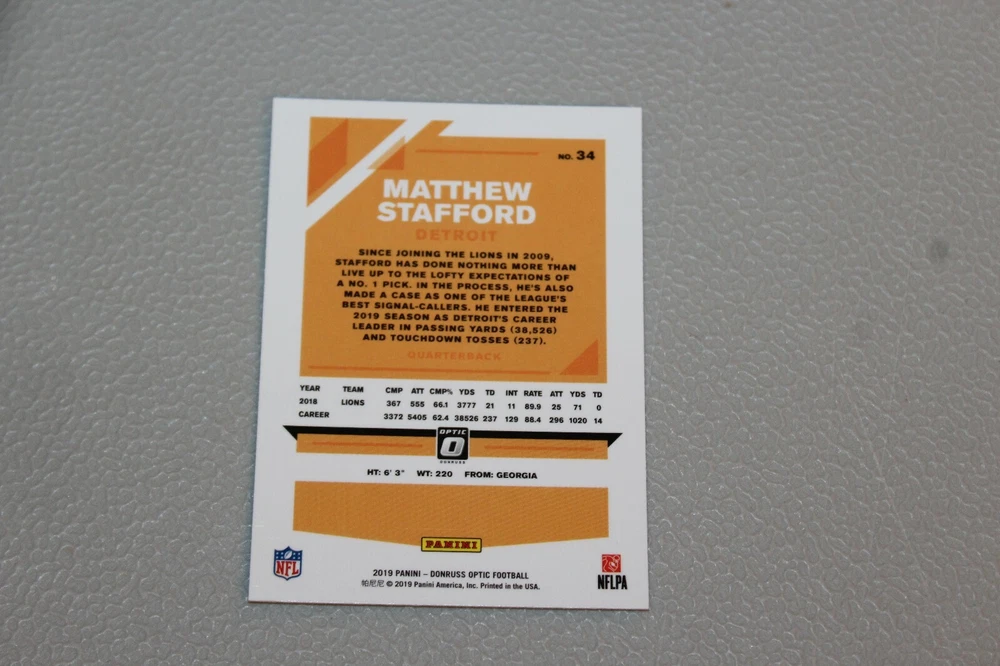 NO. 34
MATTHEW
STAFFORD
DETROIT
SINCE JOINING THE LIONS IN 2009,
STAFFORD HAS DONE NOTHING MORE THAN
LIVE UP TO THE LOFTY EXPECTATIONS OF
A NO. 1 PICK. IN THE PROCESS, HE'S ALSO
MADE A CASE AS ONE OF THE LEAGUE'S
BEST SIGNAL-CALLERS. HE ENTERED THE
2019 SEASON AS DETROIT'S CAREER
LEADER IN PASSING YARDS (38,526)
AND TOUCHDOWN TOSSES (237).
QUARTERBACK
YEAR TEAM CMP ATT CMP% YDS TD INT RATE ATT YDS TD
2018 LIONS 367 555 66.1 3777 21 11 89.9 25 71 0
CAREER 3372 5405 62.4 38526 237 129 88.4 296 1020 14
OPTIC
O
DONRUSS
HT: 6' 3" WT: 220 FROM: GEORGIA
PANINI
NFL
NFLPA
2019 PANINI – DONRUSS OPTIC FOOTBALL
帕尼尼 © 2019 Panini America, Inc. Printed in the USA.